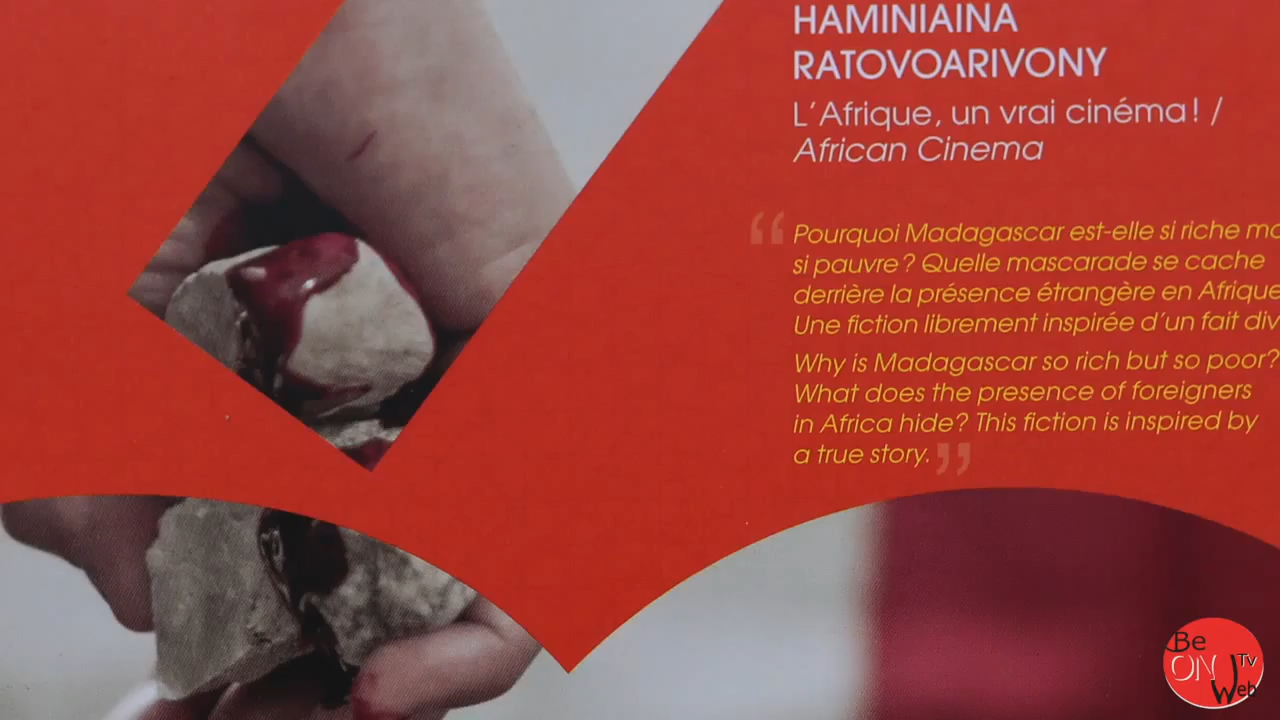 HAMINIAINA
RATOVOARIVONY
L'Afrique, un vrai cinéma! /
African Cinema
“ Pourquoi Madagascar est-elle si riche
si pauvre? Quelle mascarade se cache
derrière la présence étrangère en Afrique
Une fiction librement inspirée d'un fait
Why is Madagascar so rich but so poor?
What does the presence of foreigners
in Africa hide? This fiction is inspired by
a true story. ”
Be
ON TV
Web